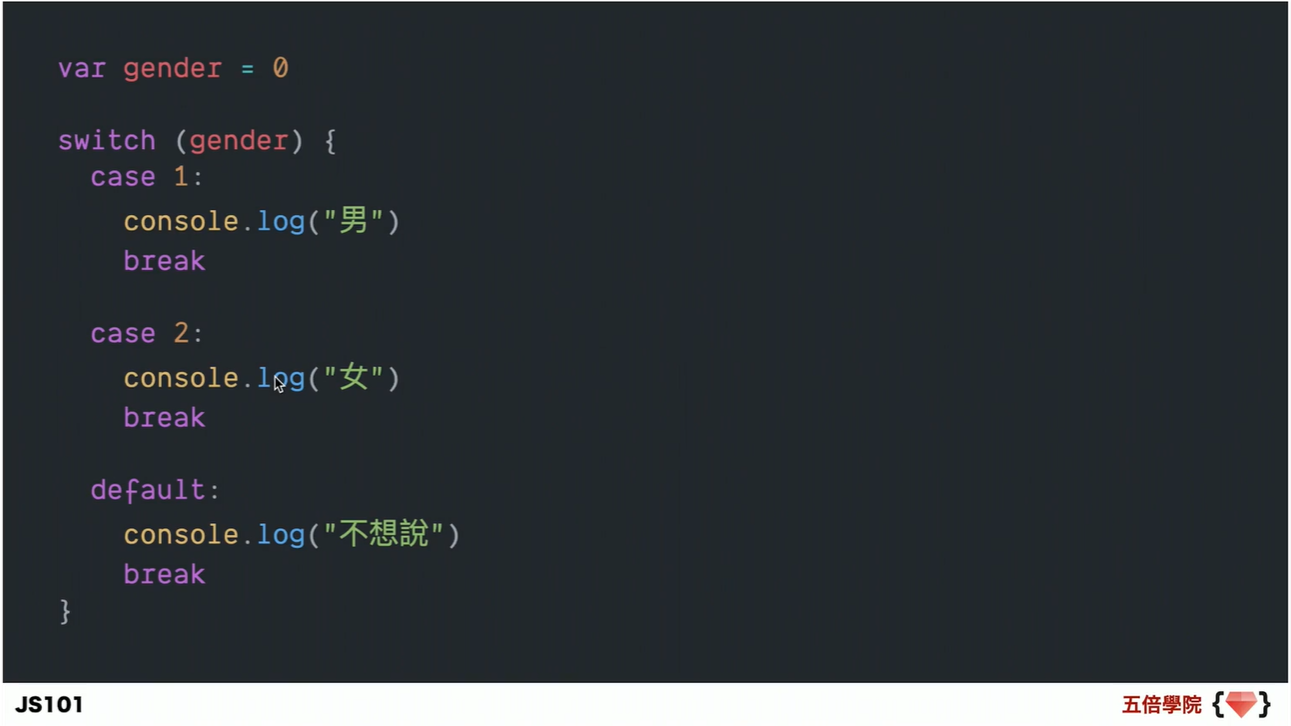 var gender = 0
switch (gender) {
case 1:
console.log("男")
break
case 2:
console.log("女")
break
default:
console.log("不想說")
break
}
JS101
五倍學院 { }